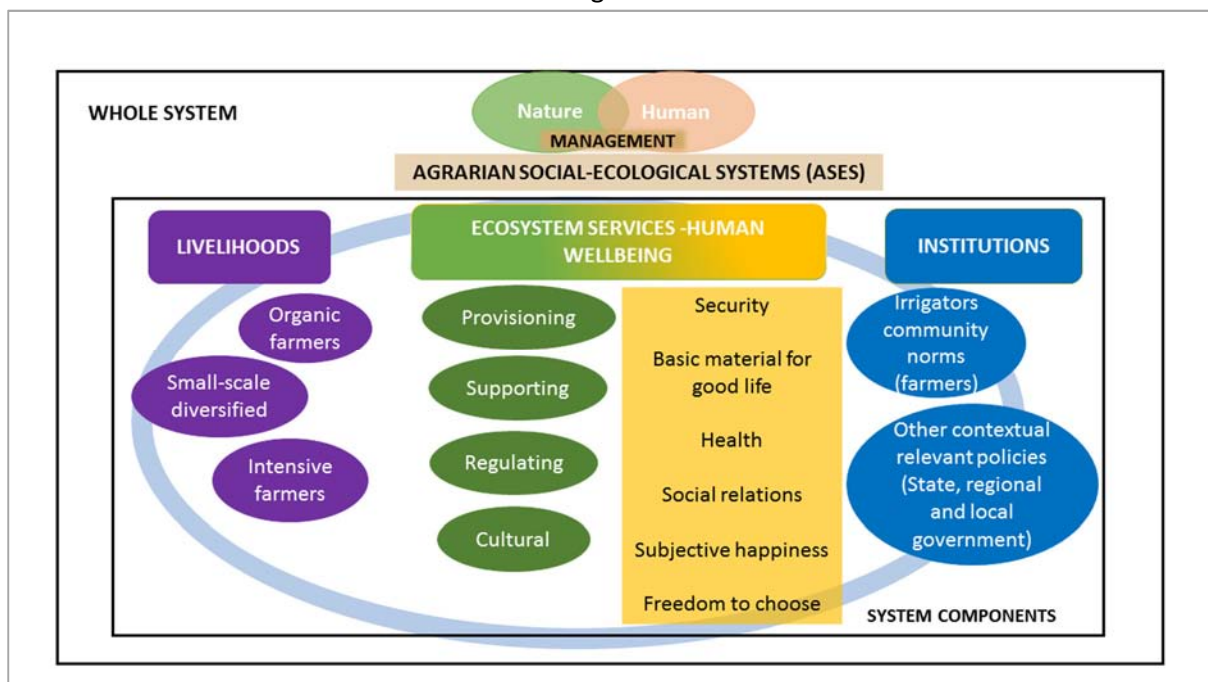 WHOLE SYSTEM
Nature
Human
MANAGEMENT
AGRARIAN SOCIAL-ECOLOGICAL SYSTEMS (ASES)
LIVELIHOODS
Organic
farmers
Small-scale
diversified
Intensive
farmers
ECOSYSTEM SERVICES -HUMAN
WELLBEING
Provisioning
Supporting
Regulating
Cultural
Security
Basic material for
good life
Health
Social relations
Subjective happiness
Freedom to choose
INSTITUTIONS
Irrigators
community
norms
(farmers)
Other contextual
relevant policies
(State, regional
and local
government)
SYSTEM COMPONENTS